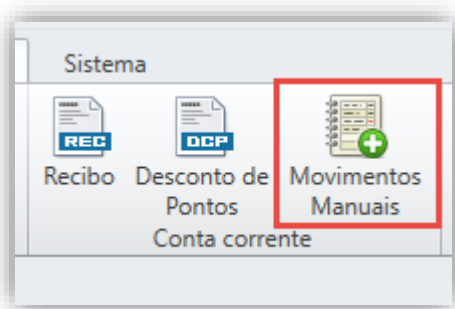 Sistema
REC
DCP
Recibo
Desconto de
Pontos
Movimentos
Manuais
Conta corrente